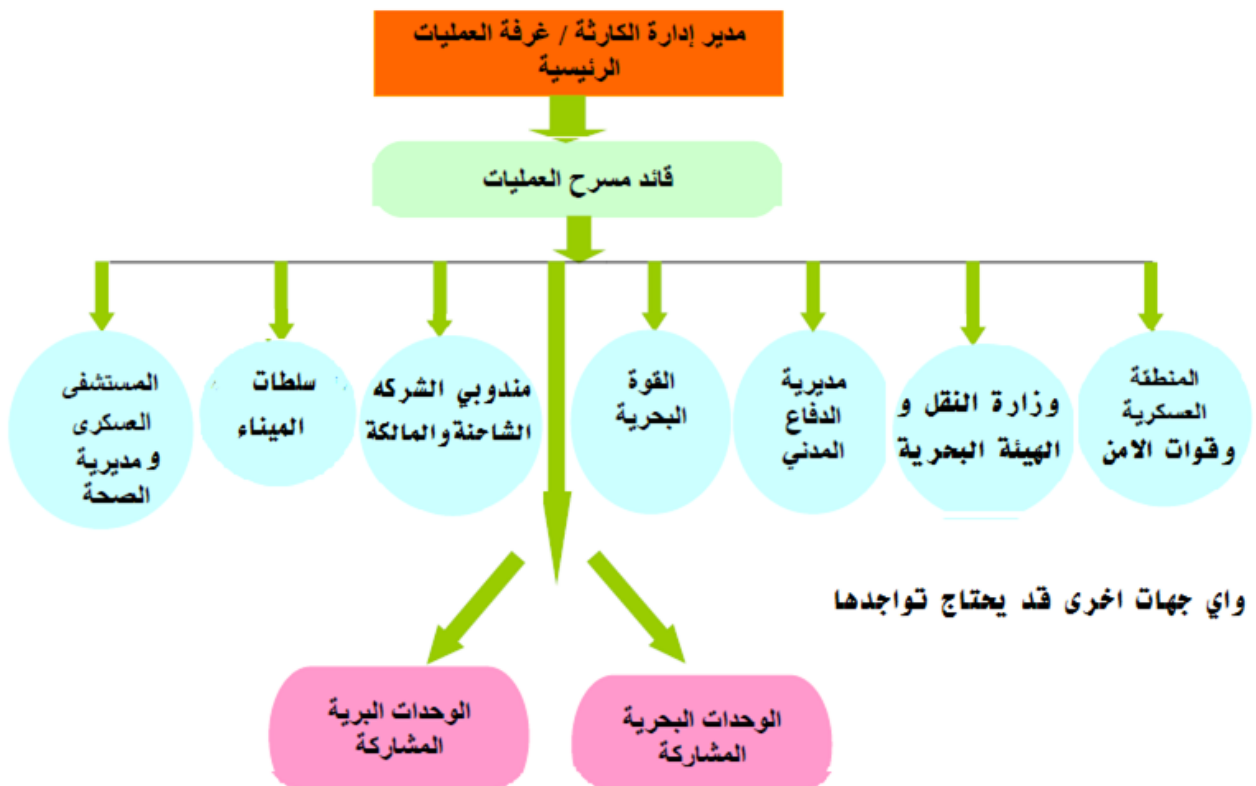 مدير إدارة الكارثة / غرفة العمليات
الرئيسية
قائد مسرح العمليات
المنطقة
العسكرية
وقوات الامن
وزارة النقل و
الهيئة البحرية
مديرية
الدفاع
المدني
القوة
البحرية
مندوبي الشركه
الشاحنة والمالكة
سلطات
الميناء
المستشفى
العسكرى
ومديرية
الصحة
واي جهات اخرى قد يحتاج تواجدها
الوحدات البحرية
المشاركة
الوحدات البرية
المشاركة